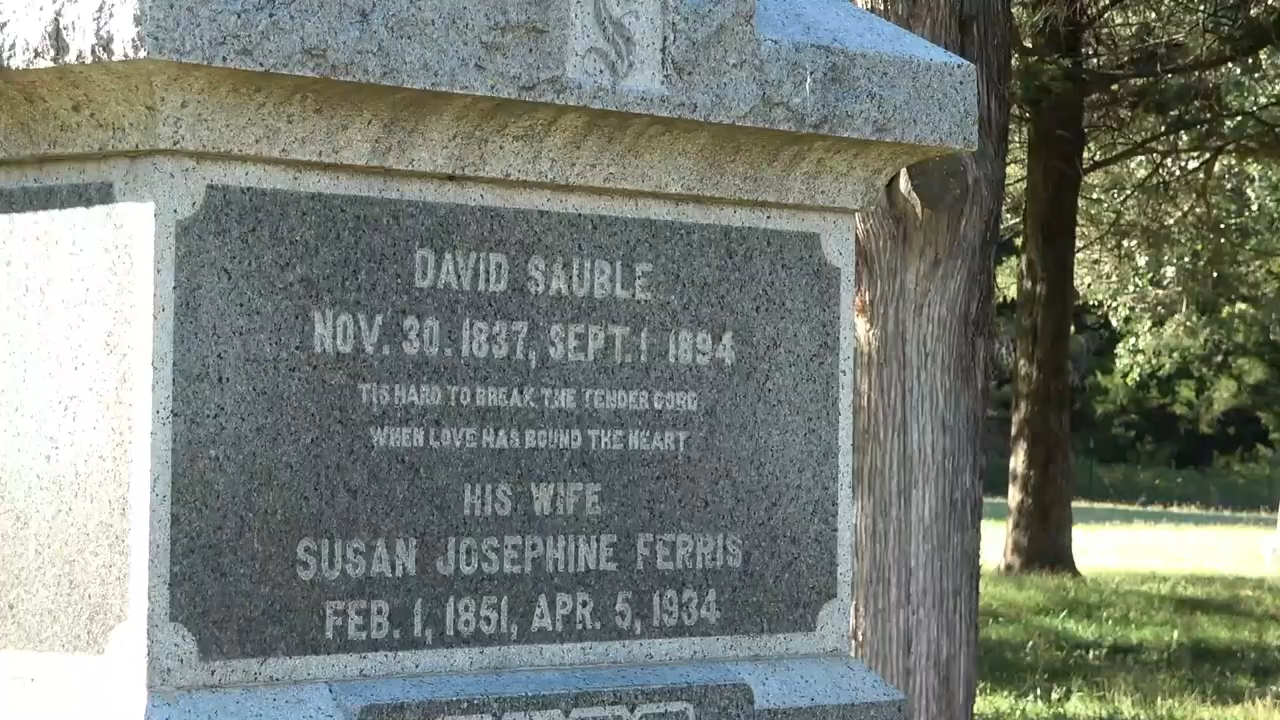 DAVID SAUBLE
NOV. 30. 1837, SEPT. 1 1894
TIS HARD TO BREAK THE TENDER CORD
WHEN LOVE HAS BOUND THE HEART
HIS WIFE
SUSAN JOSEPHINE FERRIS
FEB. 1, 1851, APR. 5, 1934